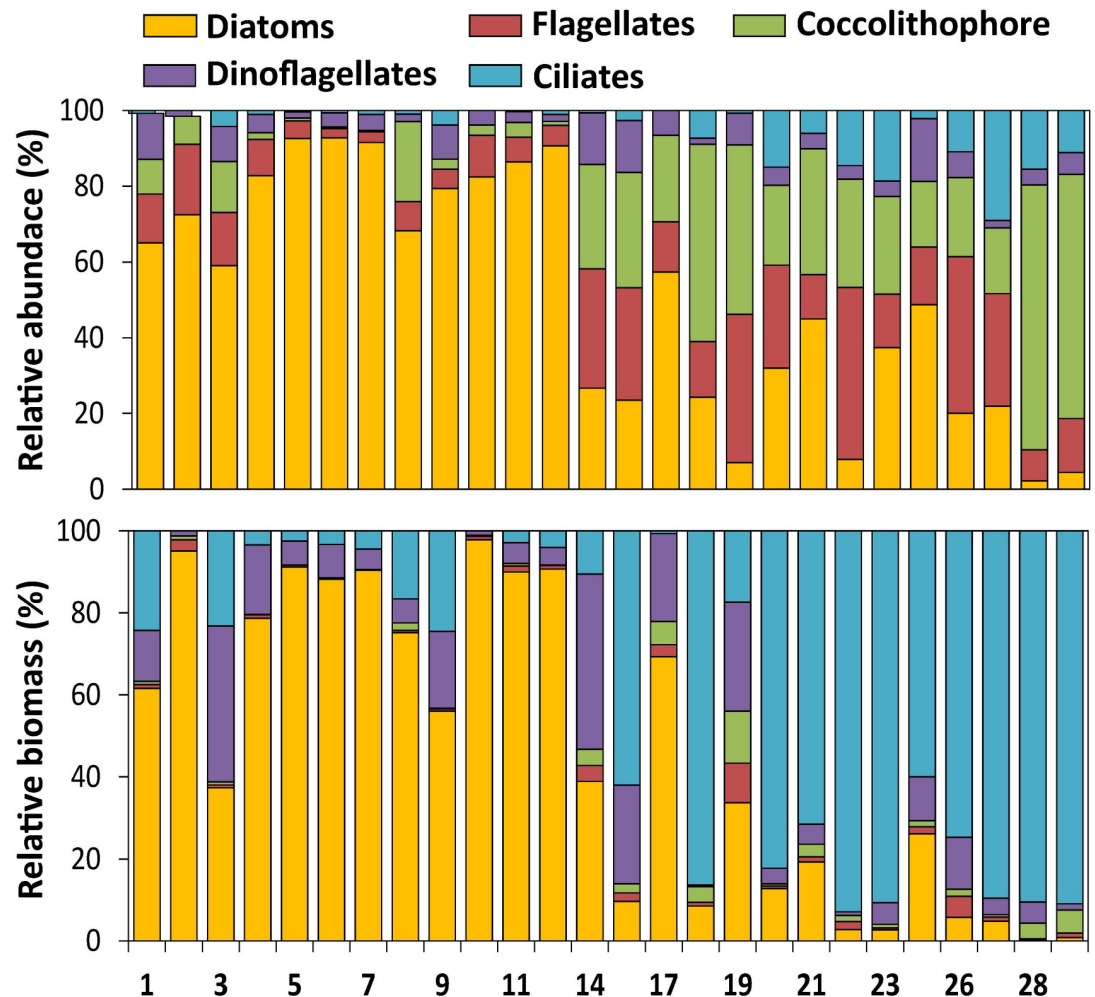 Diatoms Flagellates Coccolithophore
Dinoflagellates Ciliates
Relative abundace (%)
100
80
60
40
20
0
Relative biomass (%)
100
80
60
40
20
0
1 3 5 7 9 11 14 17 19 21 23 26 28